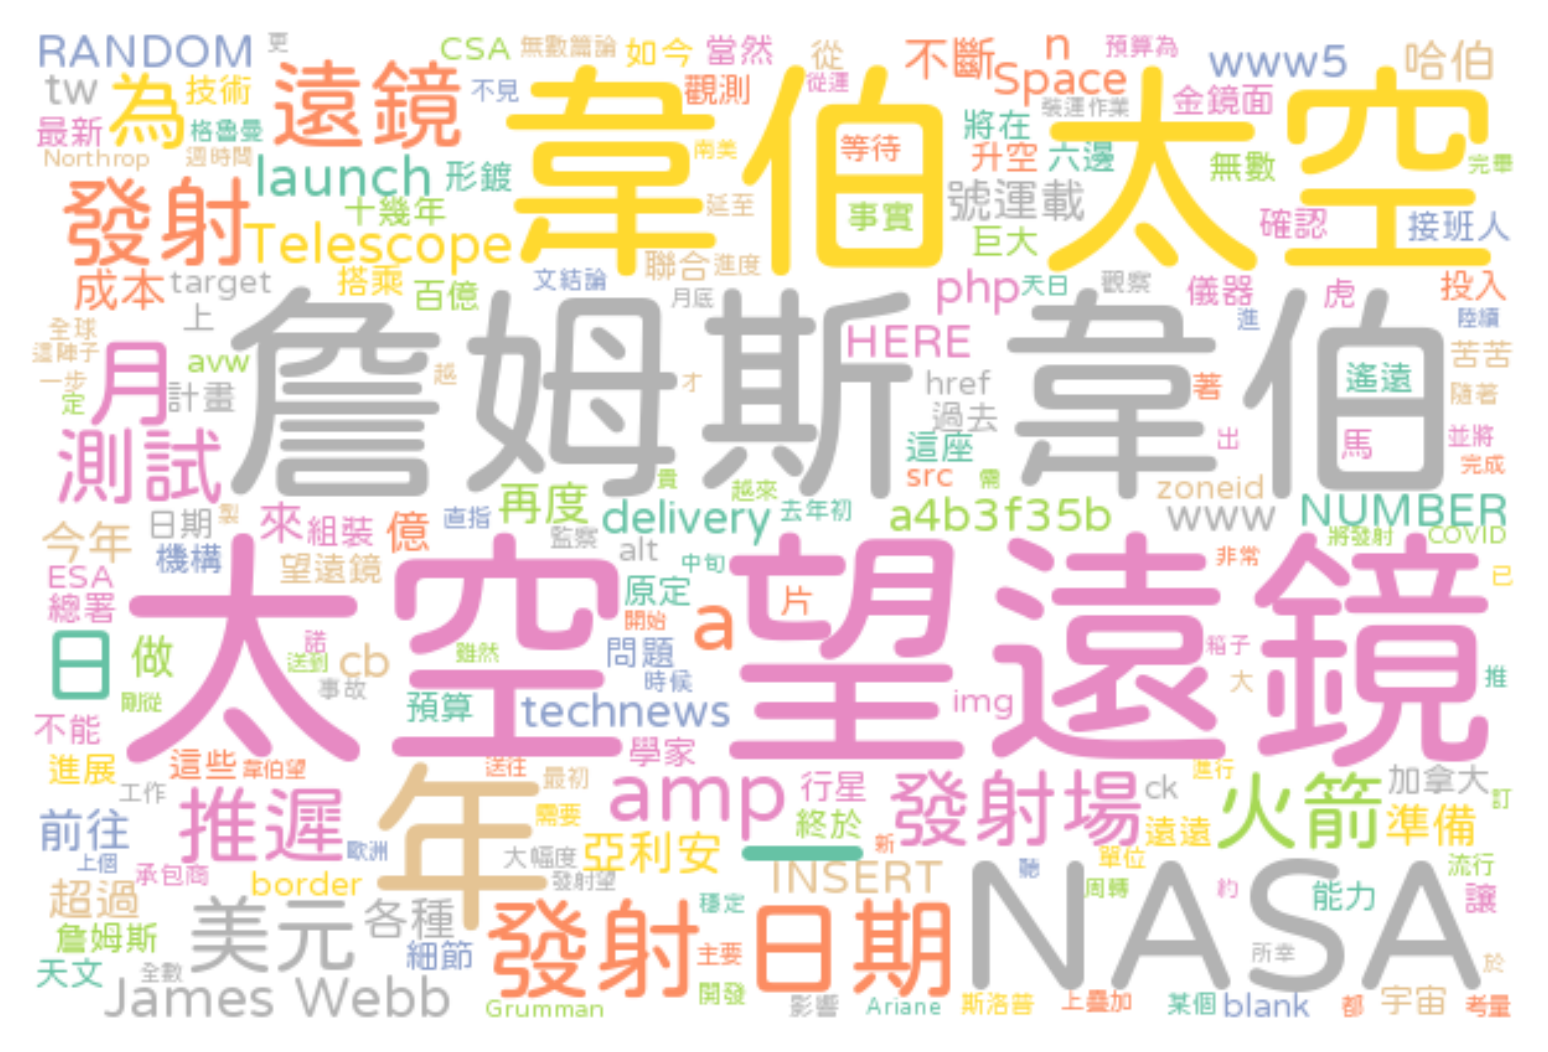 RANDOM 更 CSA 無數篇論 如今 當然 從 不斷 n 預算為 www5 哈伯
tw 為 技術 遠鏡 不見 韋伯太空 觀測 從運 Space 裝運作業 金鏡面
最新 格魯曼 等待 將在
Northrop 週時間 launch 形鍍 南美 升空 六邊 無數 完畢
發射 十幾年 延至 事實 號運載 確認 接班人
Telescope 聯合 進度 巨大
成本 target 搭乘 百億 文結論 月底 php 天日 觀察 儀器 虎 投入
上 詹姆斯韋伯 進 陸續
全球 HERE
這陣子 avw 越 才 href 著 遙遠 苦苦
一步 月 計畫 過去 隨著
定 這座 出 馬 並將
測試 貴 越來 src 需 zoneid 完成
今年 日期 製 來 組裝 億 直指 再度 delivery 去年初 a4b3f35b www NUMBER
機構 監察 alt 將發射 COVID
ESA 望遠鏡 中旬 非常 已
總署 太空望遠鏡 原定 a 片
日 做 諾 開始 問題 箱子
送到 cb 雖然 時候 大 推
剛從 事故 預算 technews img
不能 學家
進展 這些 韋伯望 送往 最初 進行 加拿大
工作 推遲 年 amp 行星 發射場 ck 火箭 訂
前往 需要 終於 遠遠 準備
上個 歐洲 大幅度 亞利安 _ 新 單位 流行
承包商 border 發射望 INSERT 聽 周轉 約 能力 讓
超過 美元 各種 發射日期 穩定 NASA
詹姆斯 細節 主要 所幸 於
天文 全數 開發
James Webb Grumman 影響 Ariane 斯洛普 上疊加 某個 blank 都 宇宙 考量